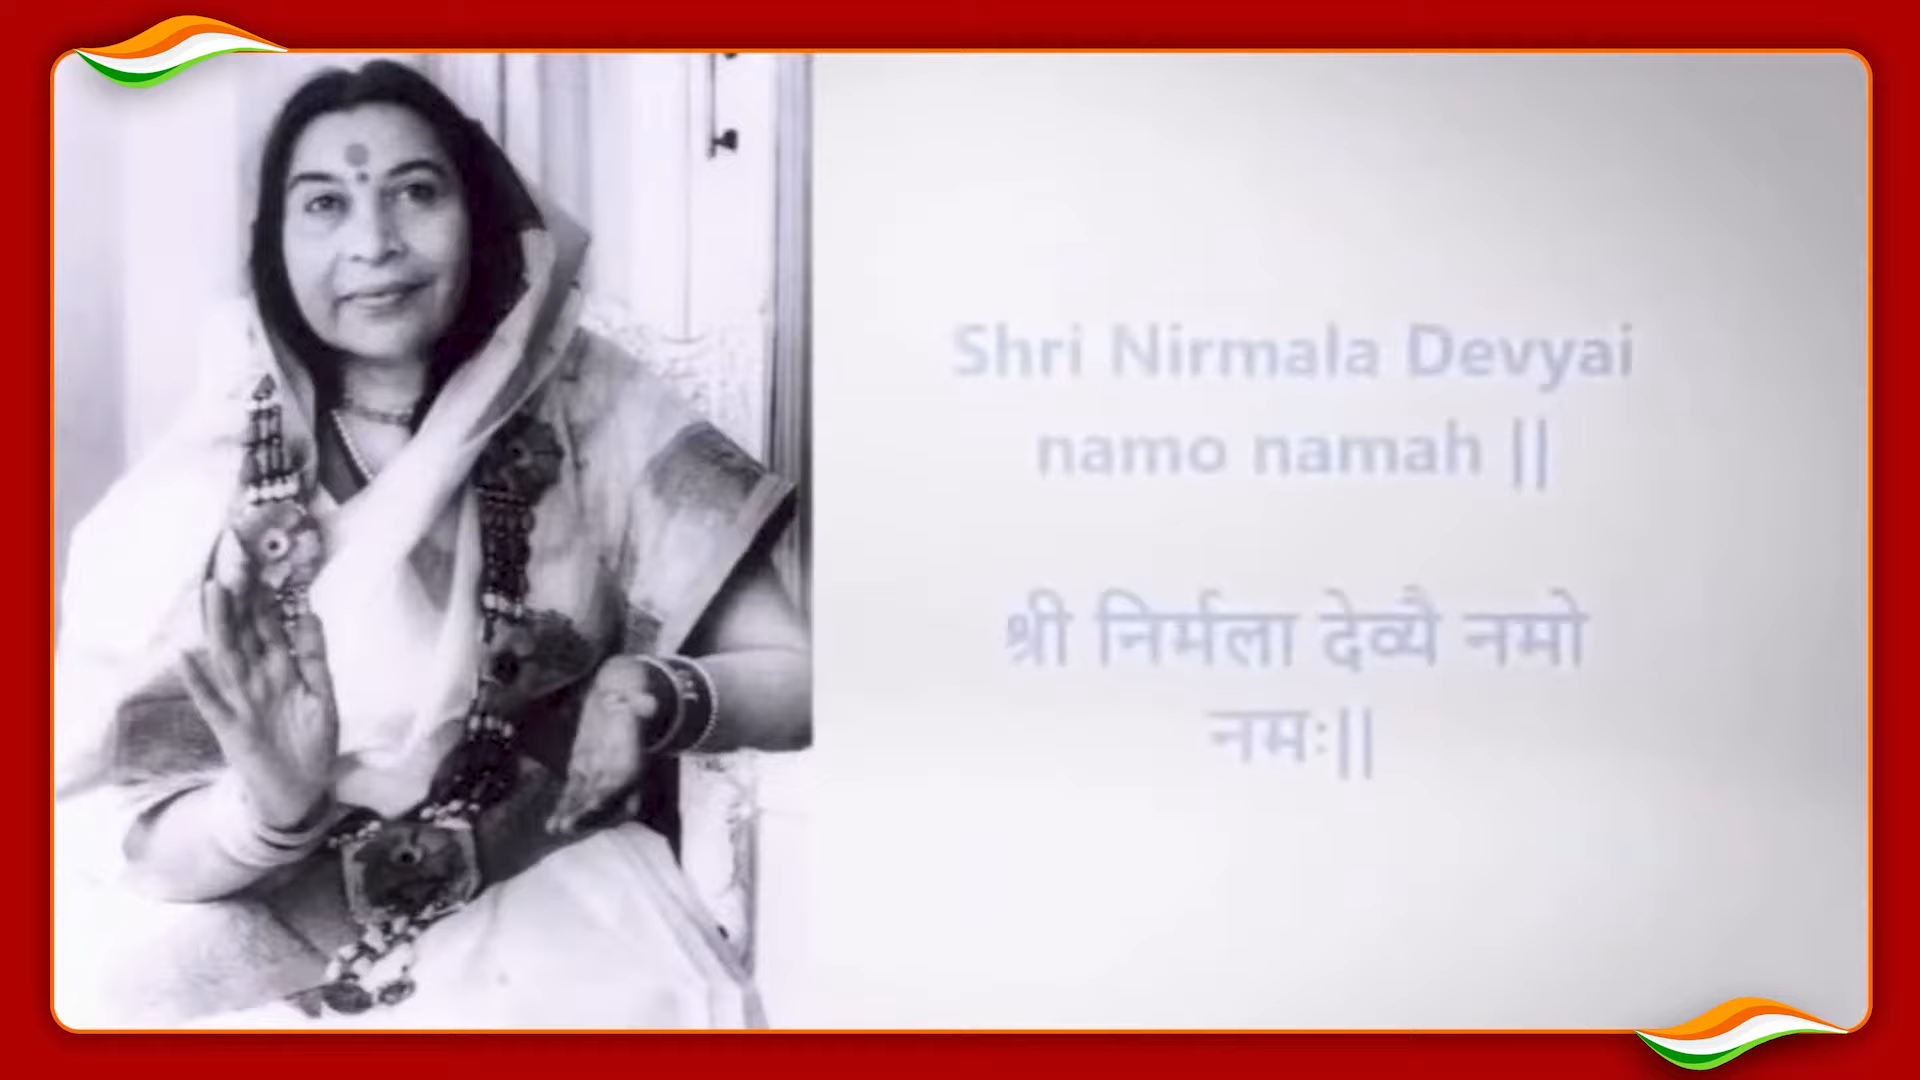 Shri Nirmala Devyai
namo namah ||
श्री निर्मला देव्यै नमो
नमः||